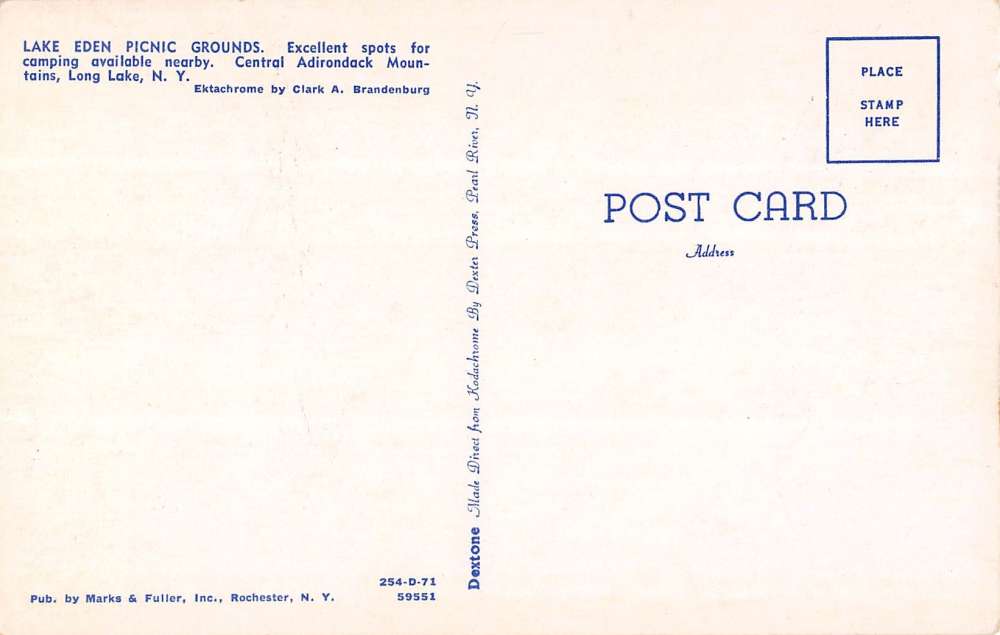 LAKE EDEN PICNIC GROUNDS. Excellent spots for
camping available nearby. Central Adirondack Moun-
tains, Long Lake, N. Y.
Ektachrome by Clark A. Brandenburg
Dextone Made Direct from Kodachrome By Dexter Press, Pearl River, N. Y.
PLACE
STAMP
HERE
POST CARD
Address
254-D-71
Pub. by Marks & Fuller, Inc., Rochester, N. Y.
59551